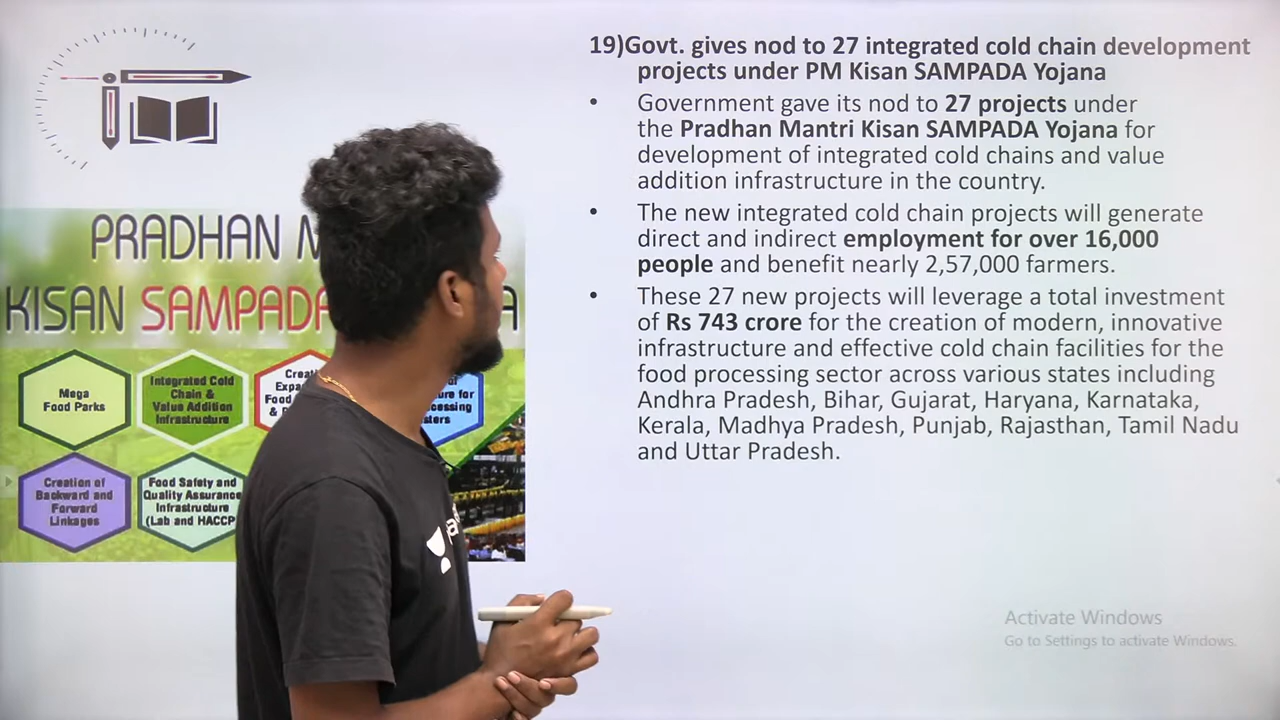 19)Govt. gives nod to 27 integrated cold chain development
projects under PM Kisan SAMPADA Yojana
• Government gave its nod to 27 projects under
the Pradhan Mantri Kisan SAMPADA Yojana for
development of integrated cold chains and value
addition infrastructure in the country.
• The new integrated cold chain projects will generate
direct and indirect employment for over 16,000
people and benefit nearly 2,57,000 farmers.
• These 27 new projects will leverage a total investment
of Rs 743 crore for the creation of modern, innovative
infrastructure and effective cold chain facilities for the
food processing sector across various states including
Andhra Pradesh, Bihar, Gujarat, Haryana, Karnataka,
Kerala, Madhya Pradesh, Punjab, Rajasthan, Tamil Nadu
and Uttar Pradesh.
PRADHAN
KISAN SAMPADA
Mega
Food Parks
Integrated Cold
Chain &
Value Addition
Infrastructure
Food
&
for
Creation of
Backward and
Forward
Linkages
Food Safety and
Quality Assurance
Infrastructure
(Lab and HACCP
Activate Windows
Go to Settings to activate Windows.